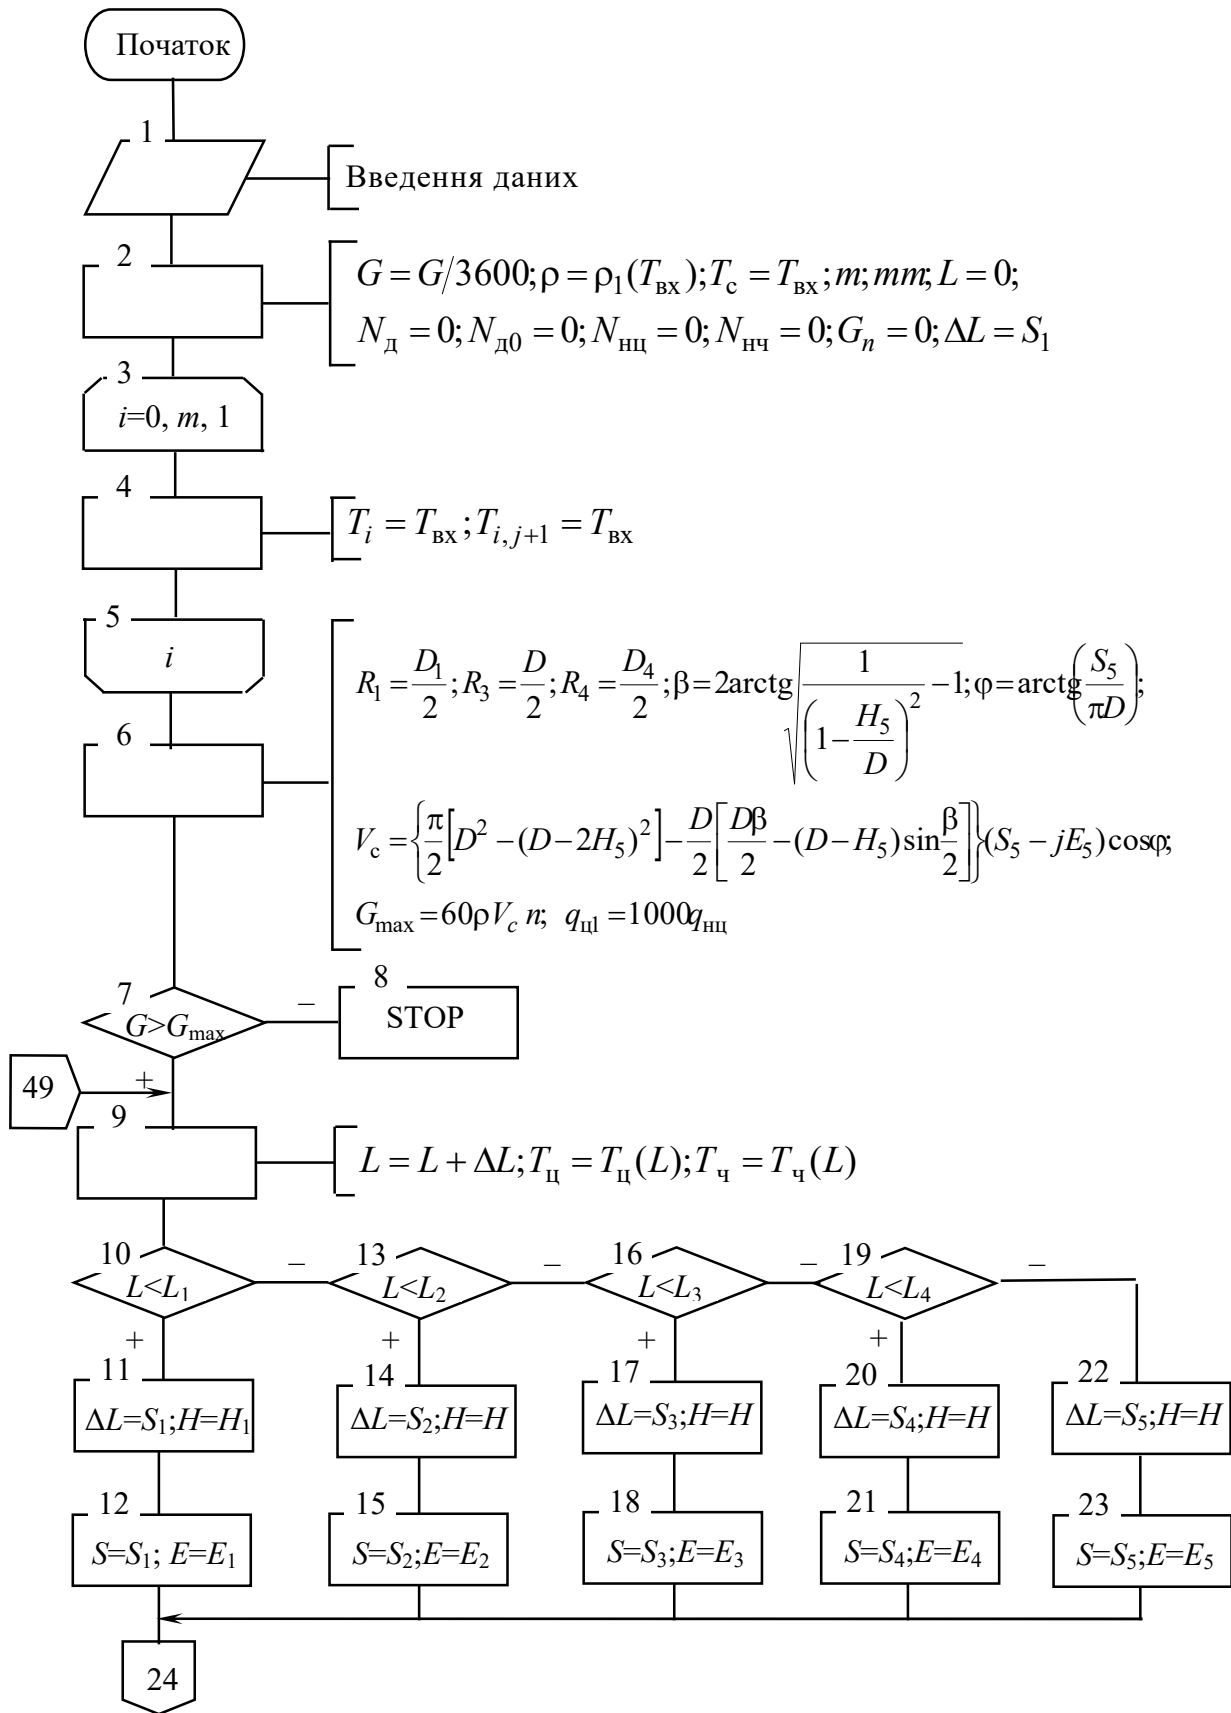 Початок
1
Введення даних
2
G = G/3600; ρ = ρ₁(Tвх); Tс = Tвх; m; mm; L = 0;
Nд = 0; Nд0 = 0; Nнц = 0; Nнч = 0; Gₙ = 0; ΔL = S₁
3
i=0, m, 1
4
Tᵢ = Tвх; Tᵢ,ⱼ₊₁ = Tвх
5
i
R₁ = D₁/2; R₃ = D/2; R₄ = D₄/2; β = 2arctg√(1/(1−H₅/D)² −1); φ = arctg(S₅/πD);
6
Vс = {π/2[D² −(D−2H₅)²]−D/2[Dβ/2 −(D−H₅)sinβ/2]}(S₅ − jE₅)cosφ;
Gmax = 60ρVc n; qц1 = 1000qнц
7
–
8
G>Gmax
STOP
49
+
9
L = L + ΔL; Tц = Tц(L); Tч = Tч(L)
10 – 13 – 16 – 19 –
L<L₁ L<L₂ L<L₃ L<L₄
+ + + +
11 14 17 20 22
ΔL=S₁;H=H₁ ΔL=S₂;H=H ΔL=S₃;H=H ΔL=S₄;H=H ΔL=S₅;H=H
12 15 18 21 23
S=S₁; E=E₁ S=S₂;E=E₂ S=S₃;E=E₃ S=S₄;E=E₄ S=S₅;E=E₅
24